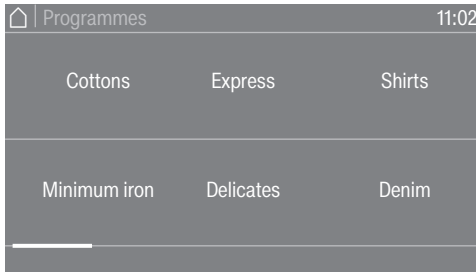 Programmes 11:02
Cottons Express Shirts
Minimum iron Delicates Denim